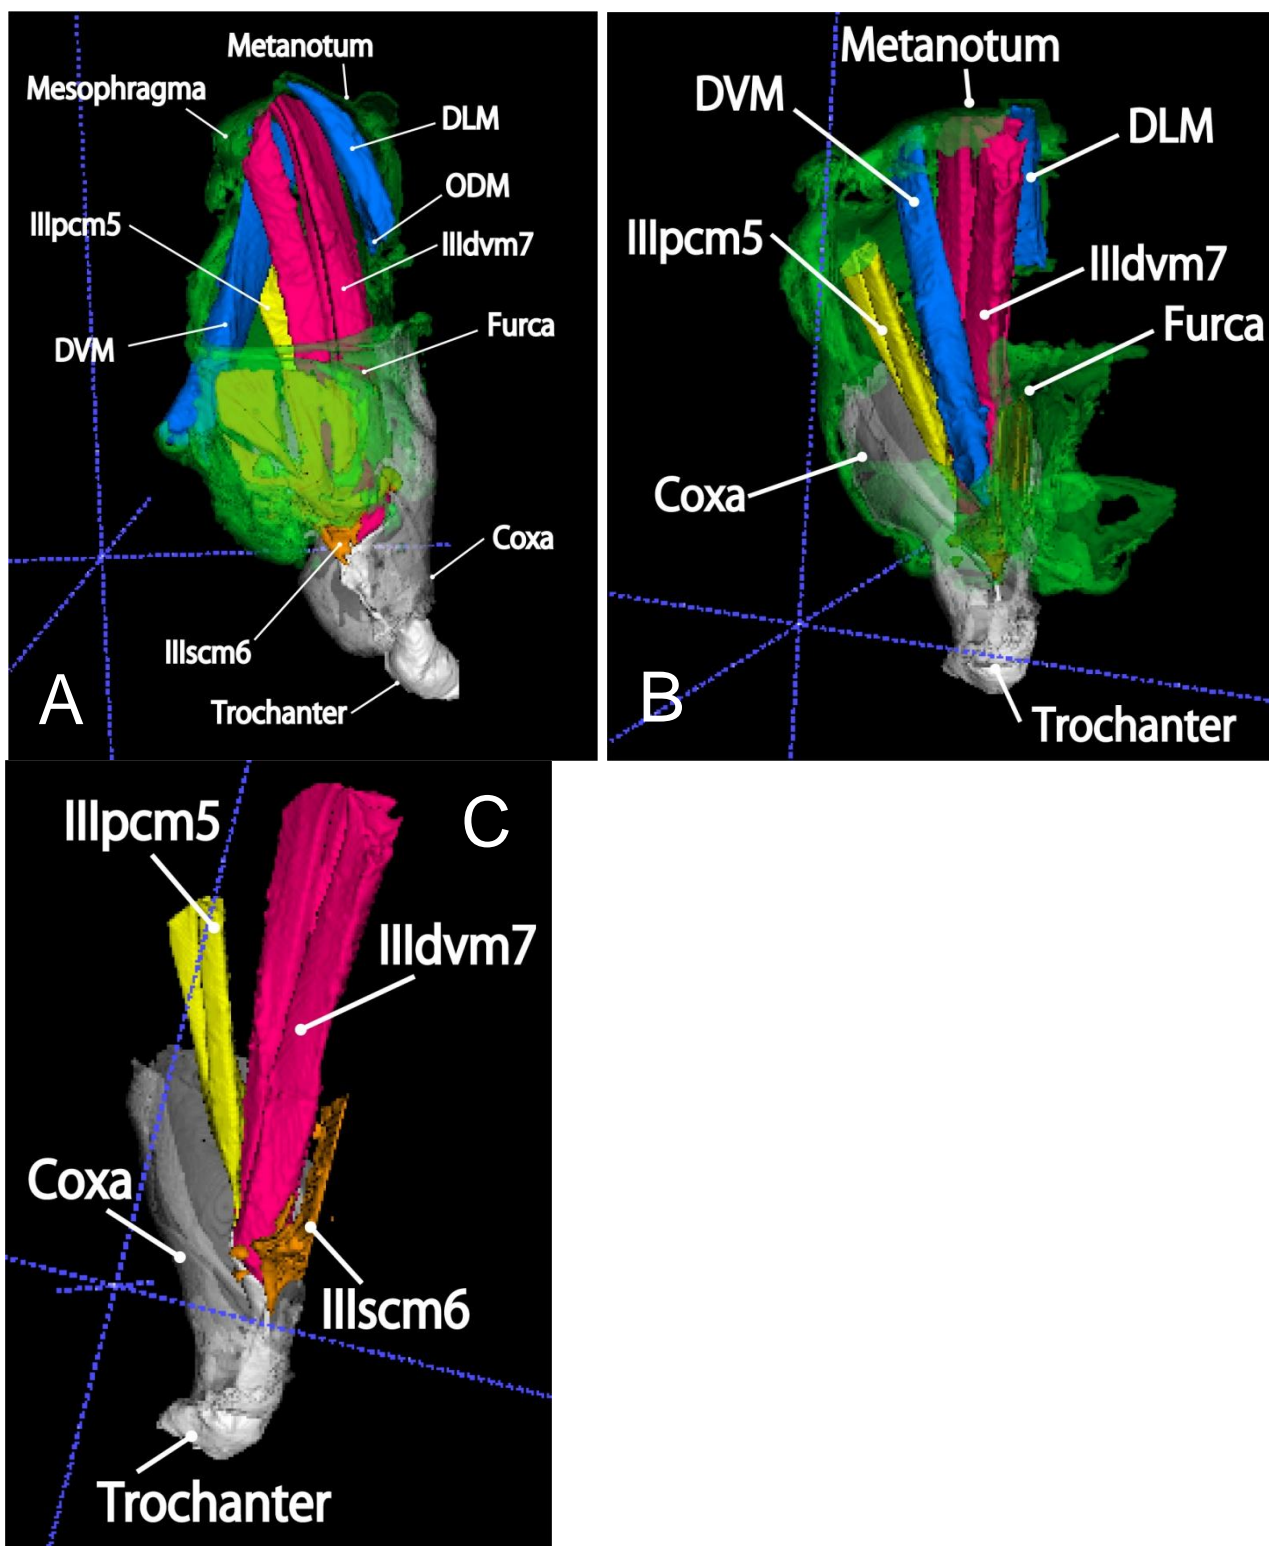 Metanotum
Mesophragma
DLM
ODM
IIIpcm5
IIIdvm7
Furca
DVM
Coxa
IIIscm6
Trochanter
A
Metanotum
DVM
DLM
IIIpcm5
IIIdvm7
Furca
Coxa
B
Trochanter
IIIpcm5
C
IIIdvm7
Coxa
IIIscm6
Trochanter